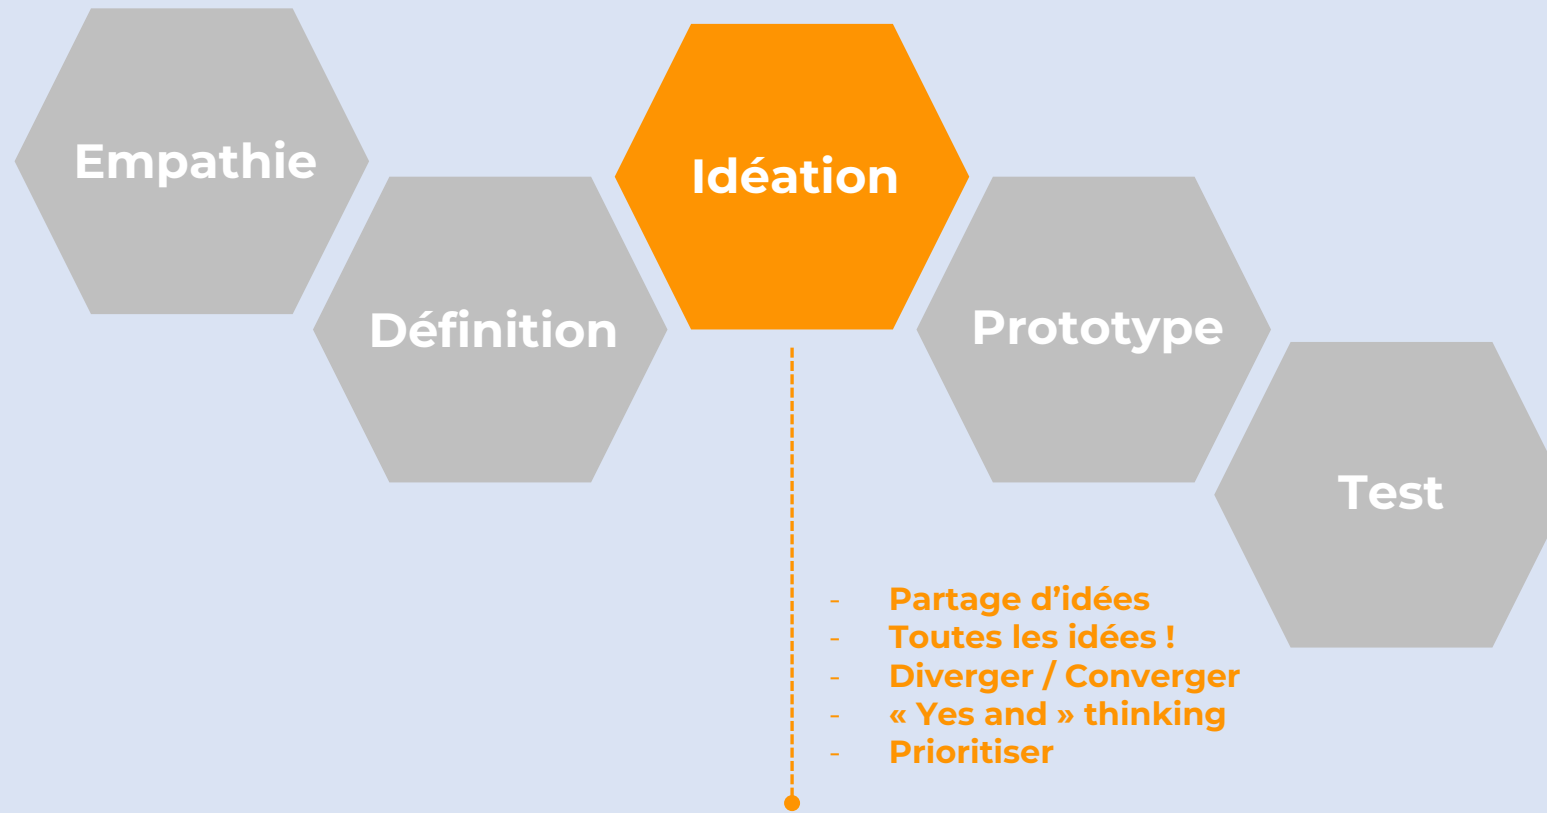 Empathie
Définition
Idéation
Prototype
Test
- Partage d’idées
- Toutes les idées !
- Diverger / Converger
- « Yes and » thinking
- Prioritiser